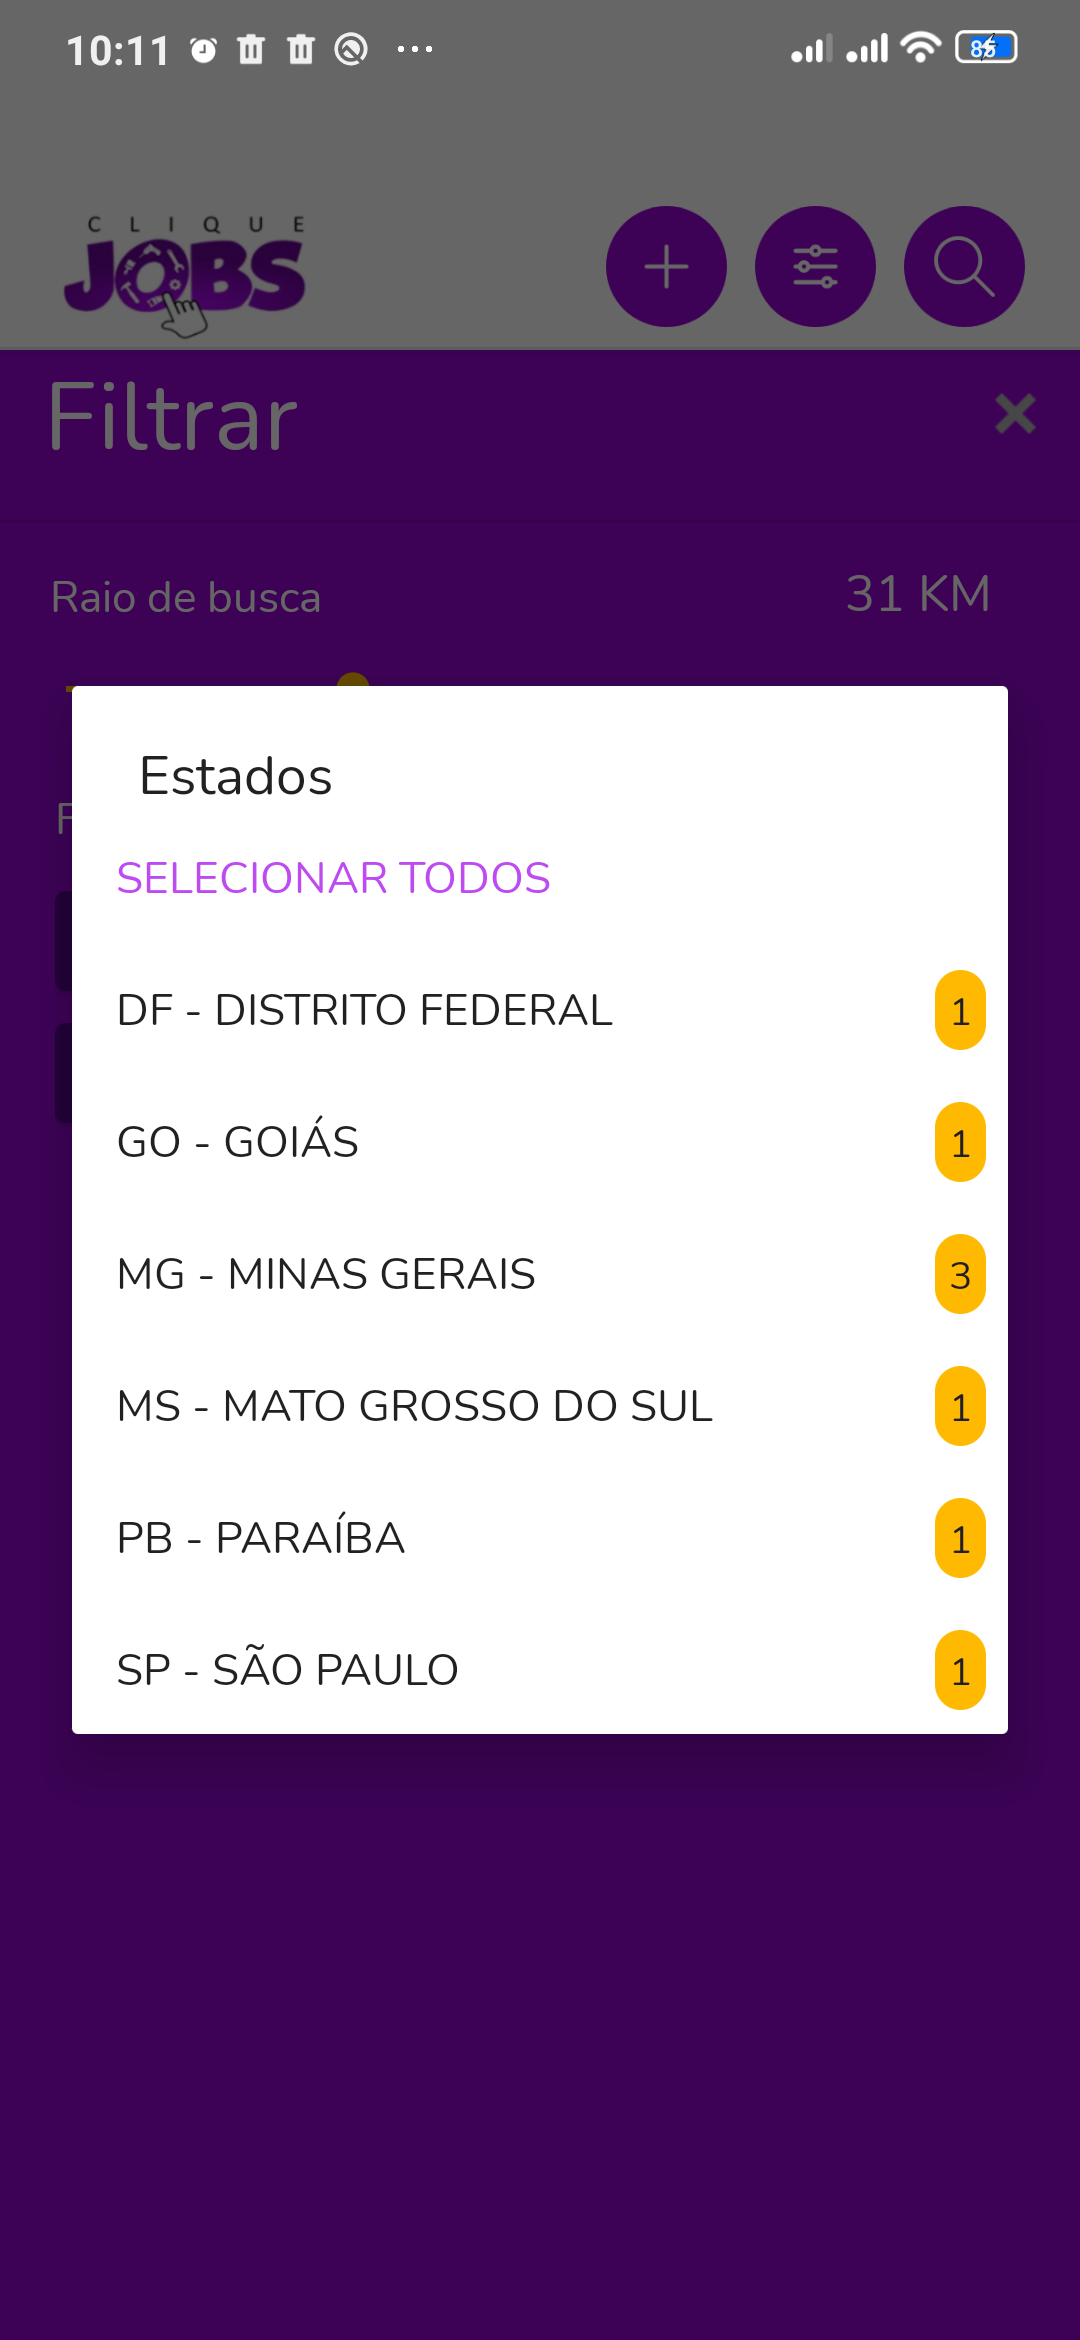 10:11
85
CLIQUE
JOBS
Filtrar
Raio de busca
31 KM
Estados
SELECIONAR TODOS
DF - DISTRITO FEDERAL
1
GO - GOIÁS
1
MG - MINAS GERAIS
3
MS - MATO GROSSO DO SUL
1
PB - PARAÍBA
1
SP - SÃO PAULO
1